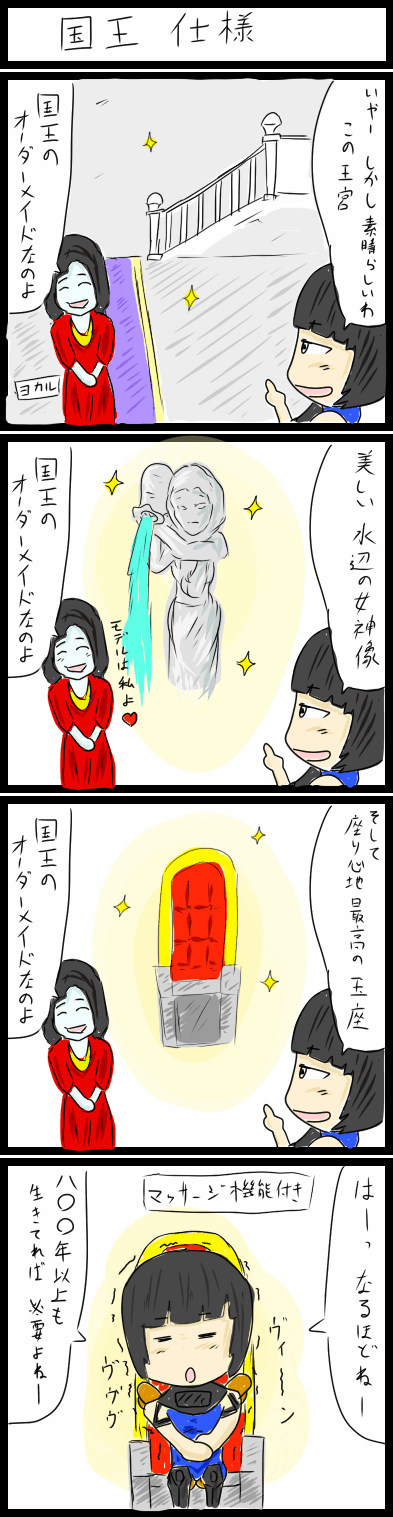 国王 仕様
いやー しかし 素晴らしいわ
この王宮
国王の
オーダーメイドなのよ
ヨカル
美しい 水辺の女神像
国王の
オーダーメイドなのよ
モデルは私よ♥
そして
座り心地 最高の 玉座
国王の
オーダーメイドなのよ
マッサージ機能付き
はーっ なるほどねー
ヴィーン
ヴヴヴ
八〇〇年以上も
生きてれば 必要よねー